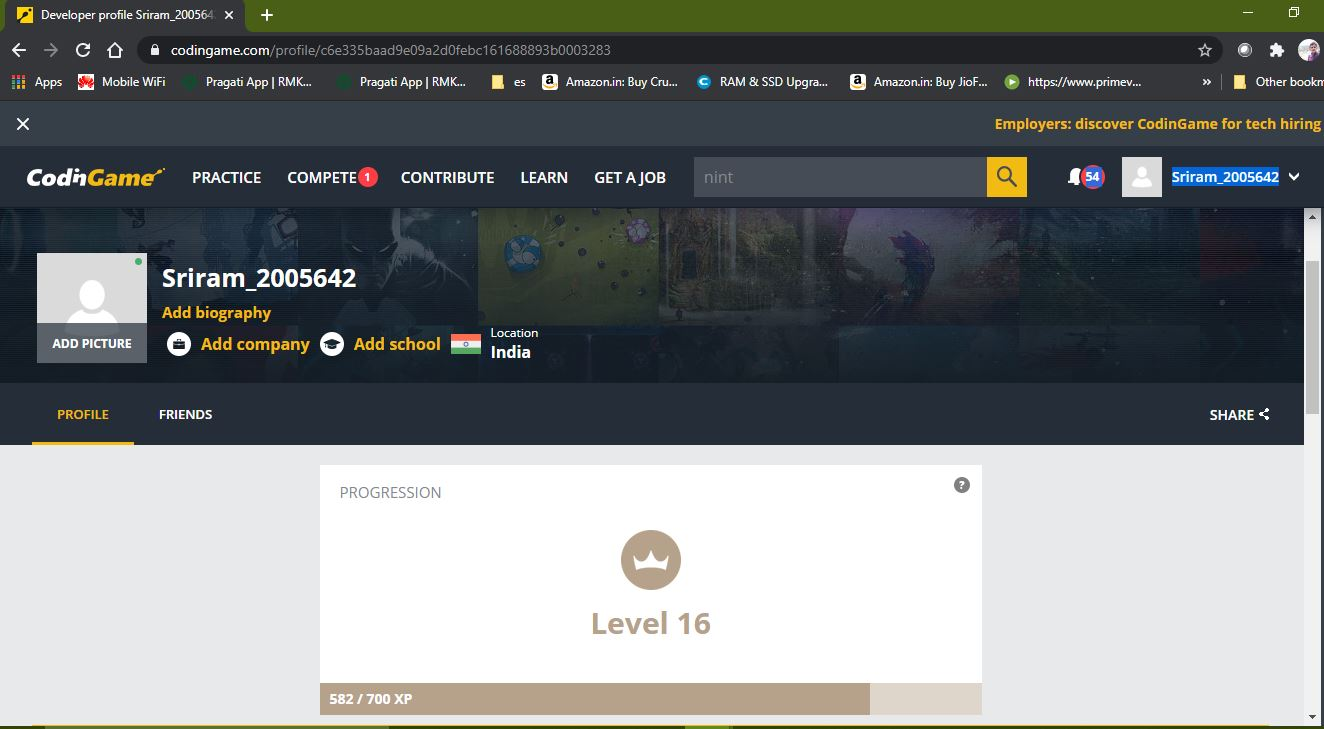 Developer profile Sriram_200564
codingame.com/profile/c6e335baad9e09a2d0febc161688893b0003283
Apps Mobile WiFi Pragati App | RMK... Pragati App | RMK... es Amazon.in: Buy Cru... RAM & SSD Upgra... Amazon.in: Buy JioF... https://www.primev... » Other bookm
Employers: discover CodinGame for tech hiring
CodinGame PRACTICE COMPETE 1 CONTRIBUTE LEARN GET A JOB nint 54 Sriram_2005642
Sriram_2005642
Add biography
Location
ADD PICTURE Add company Add school India
PROFILE FRIENDS SHARE
PROGRESSION ?
Level 16
582 / 700 XP